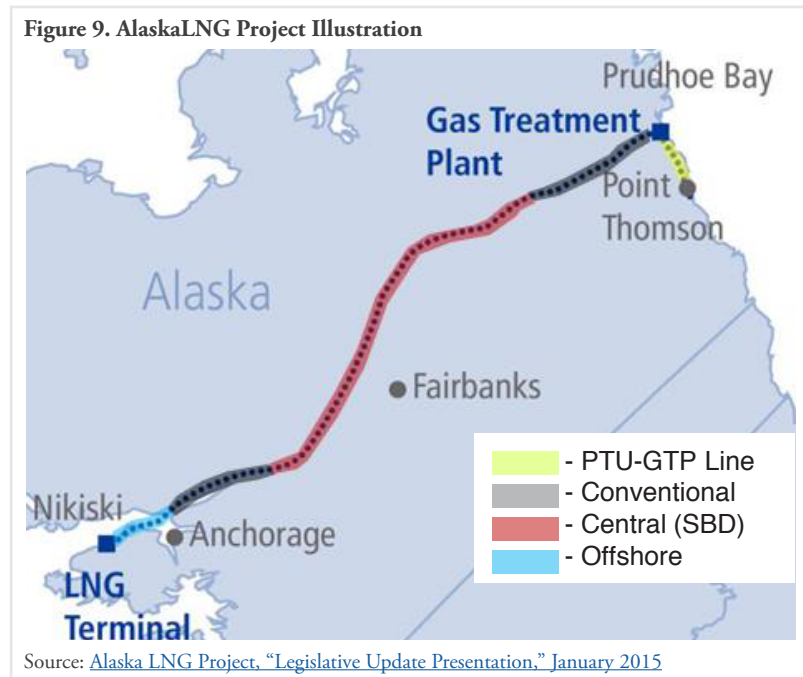 Figure 9. AlaskaLNG Project Illustration
Prudhoe Bay
Gas Treatment
Plant
Point
Thomson
Alaska
Fairbanks
- PTU-GTP Line
- Conventional
- Central (SBD)
- Offshore
Nikiski
Anchorage
LNG
Terminal
Source: Alaska LNG Project, “Legislative Update Presentation,” January 2015